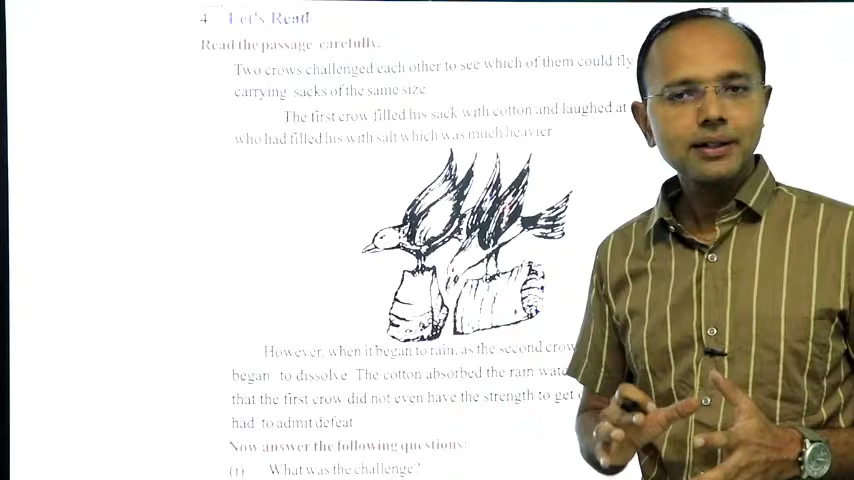 4 Let's Read
Read the passage carefully.
Two crows challenged each other to see which of them could fly
carrying sacks of the same size
The first crow filled his sack with cotton and laughed at
who had filled his with salt which was much heavier
However, when it began to rain, as the second crow
began to dissolve The cotton absorbed the rain
that the first crow did not even have the strength to get
had to admit defeat
Now answer the following questions:
(1) What was the challenge?